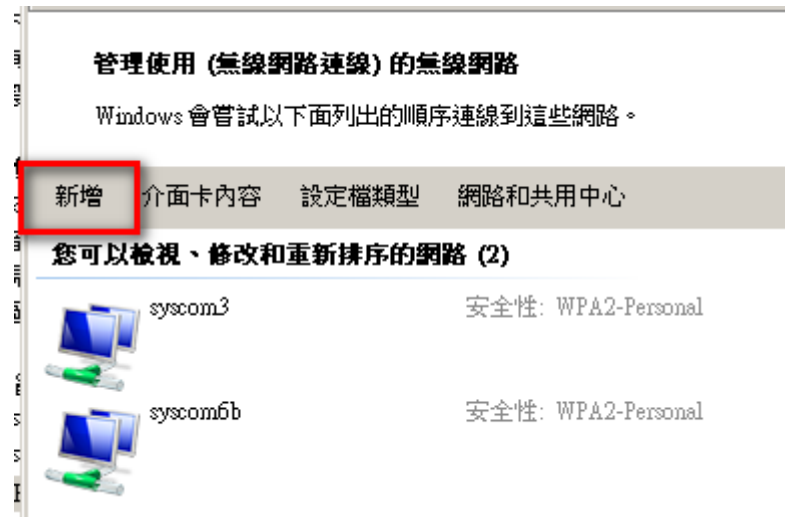 管理使用 (無線網路連線) 的無線網路
Windows 會嘗試以下面列出的順序連線到這些網路。
新增 介面卡內容 設定檔類型 網路和共用中心
您可以檢視、修改和重新排序的網路 (2)
syscom3 安全性: WPA2-Personal
syscom6b 安全性: WPA2-Personal